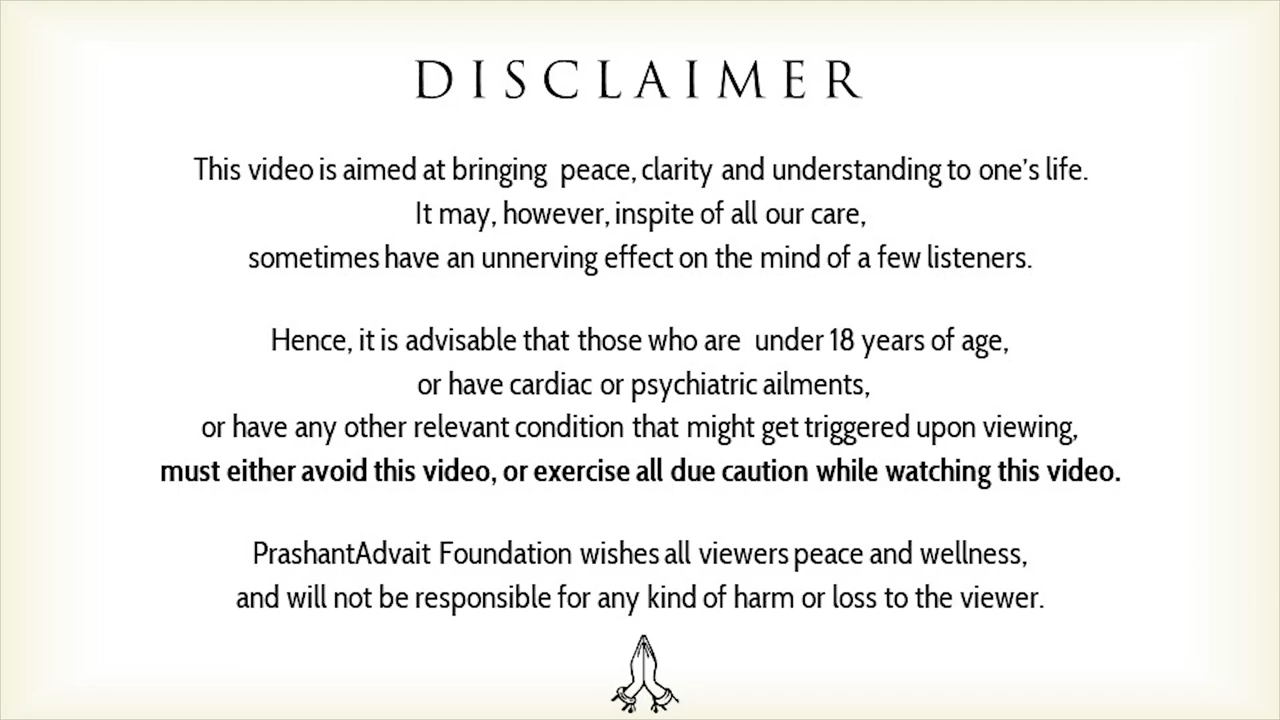 DISCLAIMER
This video is aimed at bringing peace, clarity and understanding to one's life.
It may, however, inspite of all our care,
sometimes have an unnerving effect on the mind of a few listeners.
Hence, it is advisable that those who are under 18 years of age,
or have cardiac or psychiatric ailments,
or have any other relevant condition that might get triggered upon viewing,
must either avoid this video, or exercise all due caution while watching this video.
PrashantAdvait Foundation wishes all viewers peace and wellness,
and will not be responsible for any kind of harm or loss to the viewer.